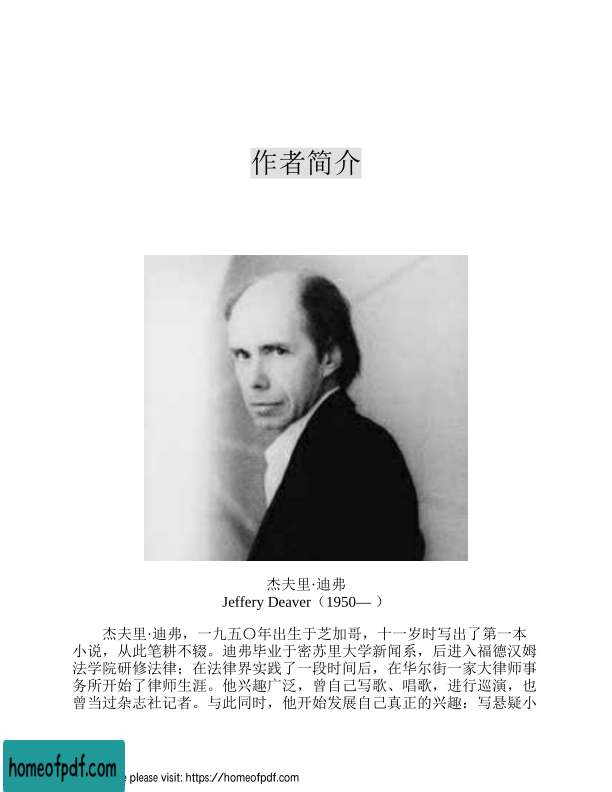 作者简介
杰夫里·迪弗
Jeffery Deaver（1950— ）
杰夫里·迪弗，一九五〇年出生于芝加哥，十一岁时写出了第一本
小说，从此笔耕不辍。迪弗毕业于密苏里大学新闻系，后进入福德汉姆
法学院研修法律；在法律界实践了一段时间后，在华尔街一家大律师事
务所开始了律师生涯。他兴趣广泛，曾自己写歌、唱歌，进行巡演，也
曾当过杂志社记者。与此同时，他开始发展自己真正的兴趣：写悬疑小
homeofpdf.com
please visit: https://homeofpdf.com